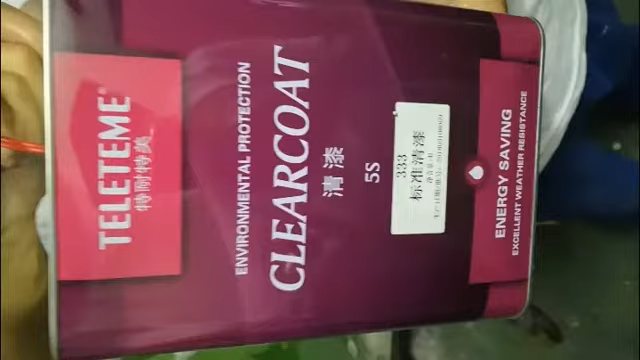 TELETEME
特耐特美
ENVIRONMENTAL PROTECTION
CLEARCOAT
清漆
5S
333
标准清漆
ENERGY SAVING
EXCELLENT WEATHER RESISTANCE